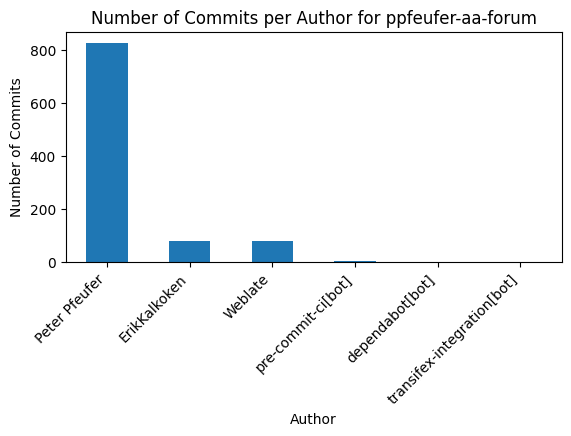 Number of Commits per Author for ppfeufer-aa-forum
Number of Commits
800
600
400
200
0
Peter Pfeufer
ErikKalkoken
Weblate
pre-commit-ci[bot]
dependabot[bot]
transifex-integration[bot]
Author